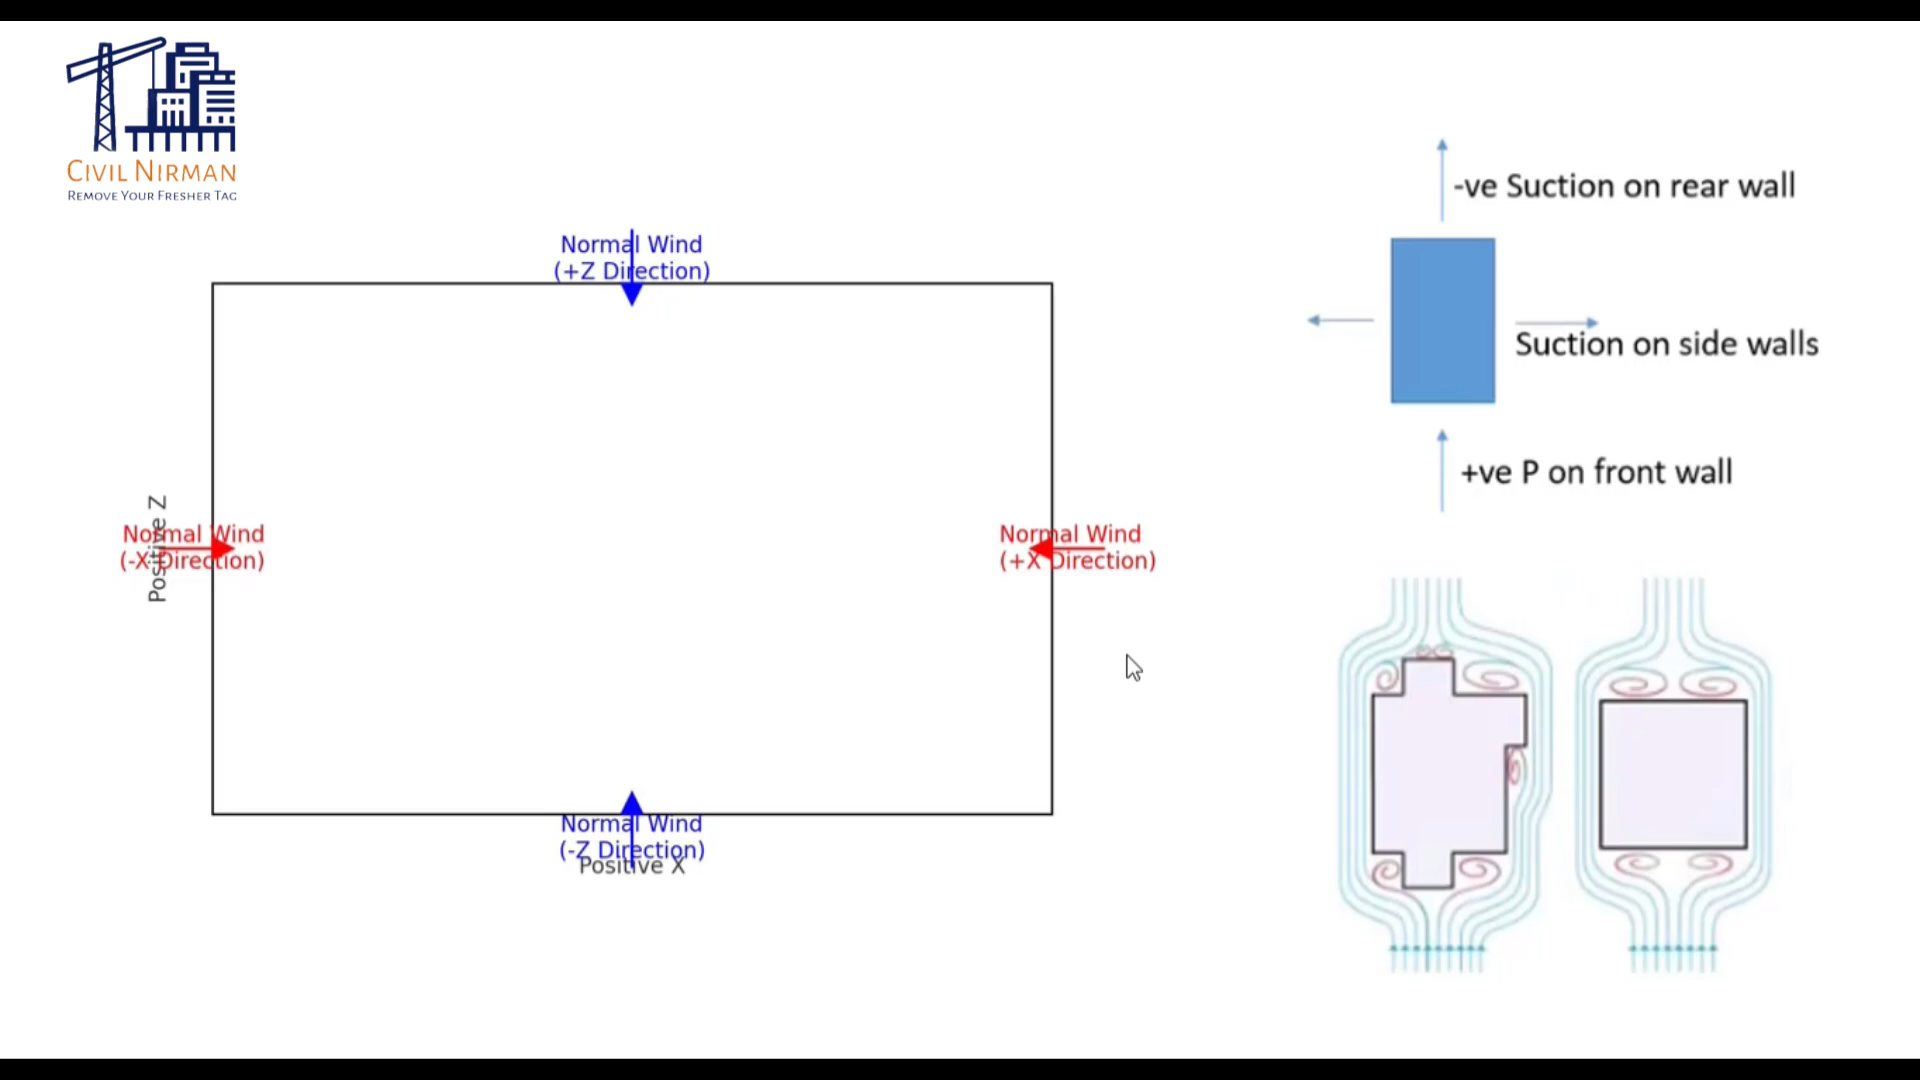 CIVIL NIRMAN
REMOVE YOUR FRESHER TAG
-ve Suction on rear wall
Normal Wind
(+Z Direction)
Suction on side walls
+ve P on front wall
Positive Z
Normal Wind
(-X Direction)
Normal Wind
(+X Direction)
Normal Wind
(-Z Direction)
Positive X